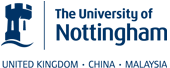 The University of
Nottingham
UNITED KINGDOM · CHINA · MALAYSIA